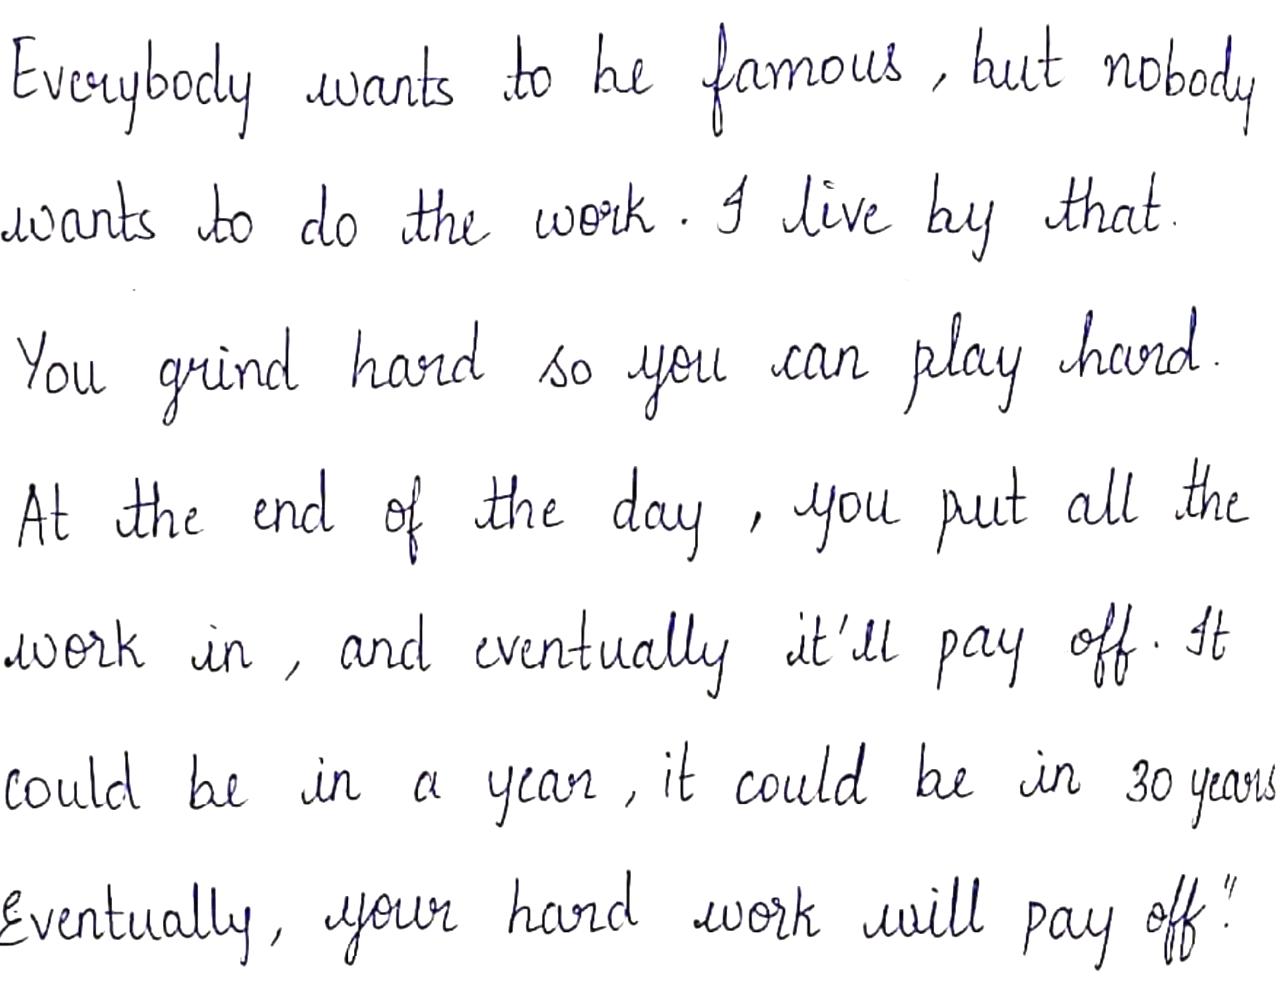 Everybody wants to be famous, but nobody
wants to do the work. I live by that.
You grind hard so you can play hard.
At the end of the day, you put all the
work in, and eventually it'll pay off. It
could be in a year, it could be in 30 years
Eventually, your hard work will pay off."